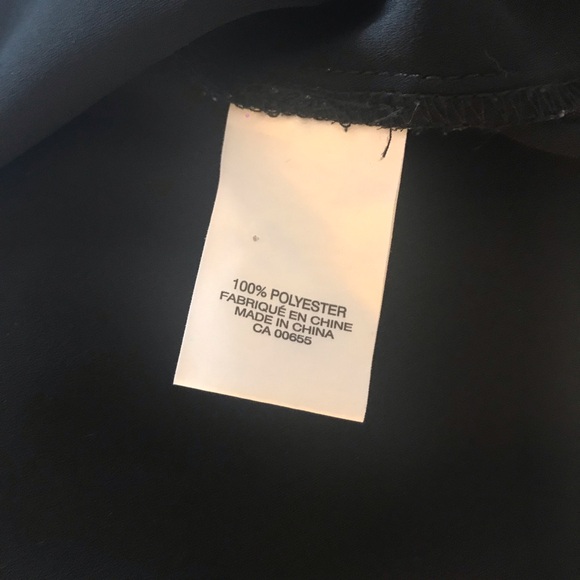 100% POLYESTER
FABRIQUÉ EN CHINE
MADE IN CHINA
CA 00655